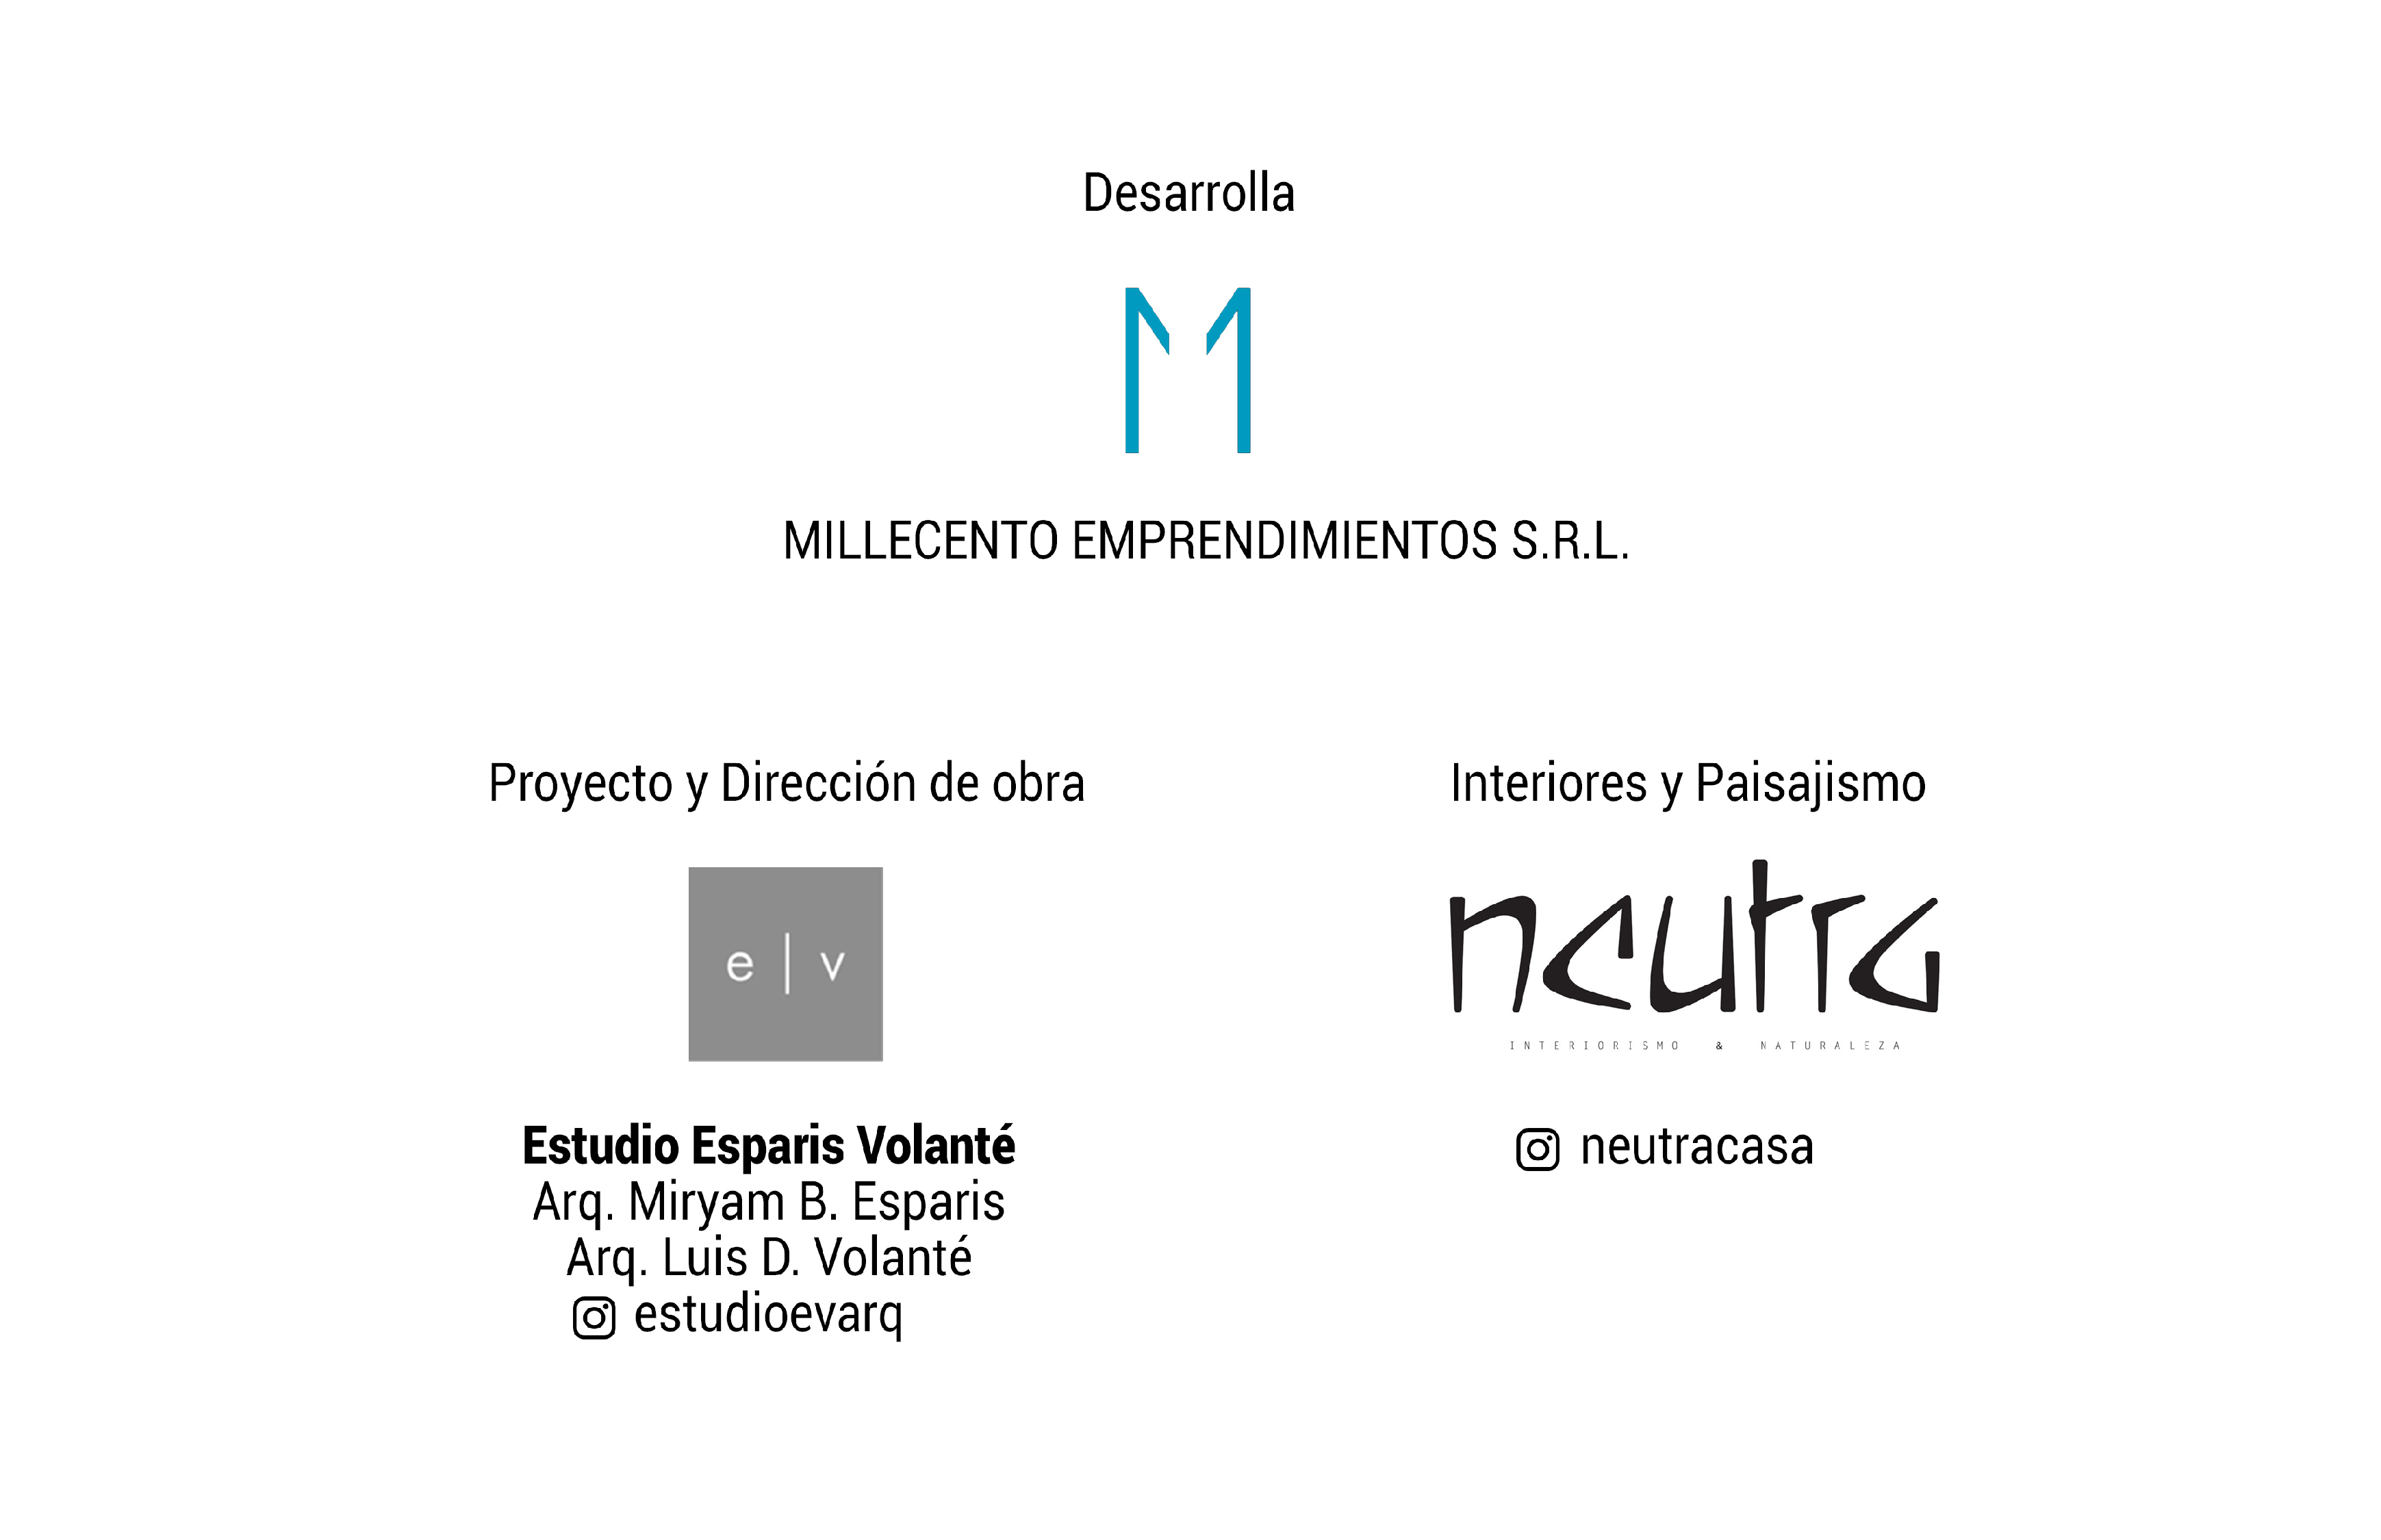 Desarrolla
M
MILLECENTO EMPRENDIMIENTOS S.R.L.
Proyecto y Dirección de obra
e | v
Estudio Esparis Volanté
Arq. Miryam B. Esparis
Arq. Luis D. Volanté
estudioevarq
Interiores y Paisajismo
neutra
INTERIORISMO & NATURALEZA
neutracasa